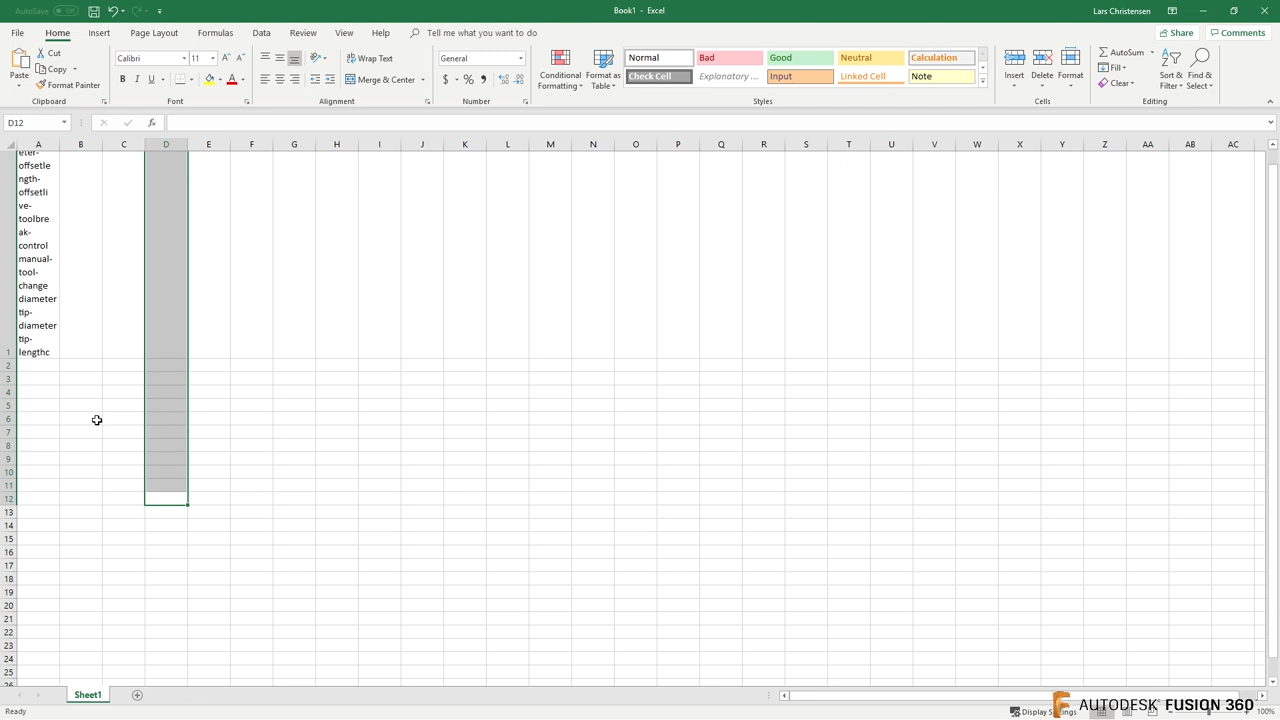 AutoSave Off
Book1 - Excel
Lars Christensen
File Home Insert Page Layout Formulas Data Review View Help Tell me what you want to do
Share Comments
Paste
Cut
Copy
Format Painter
Clipboard
Calibri 11
B I U
Font
Wrap Text
Merge & Center
Alignment
General
$ %
Number
Conditional Formatting
Format as Table
Normal Bad Good Neutral Calculation
Check Cell Explanatory ... Input Linked Cell Note
Styles
Insert Delete Format
Cells
AutoSum
Fill
Clear
Sort & Filter
Find & Select
Editing
D12
fx
A B C D E F G H I J K L M N O P Q R S T U V W X Y Z AA AB AC
eter-
offsetle
ngth-
offsetli
ve-
toolbre
ak-
control
manual-
tool-
change
diameter
tip-
diameter
tip-
1 lengthc
2
3
4
5
6
7
8
9
10
11
12
13
14
15
16
17
18
19
20
21
22
23
24
25
26
Sheet1
Ready
Display Settings
AUTODESK® FUSION 360
100%